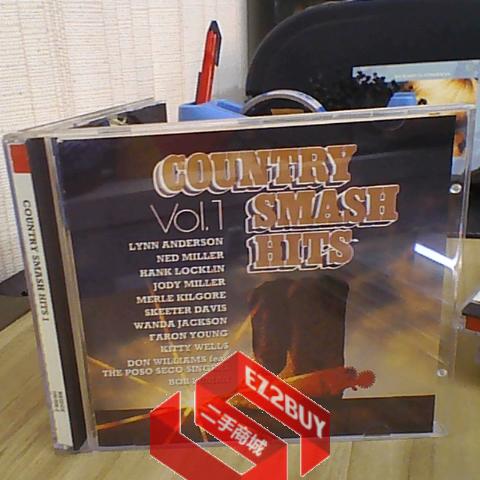 COUNTRY
Vol.1 SMASH
HITS
LYNN ANDERSON
NED MILLER
HANK LOCKLIN
JODY MILLER
MERLE KILGORE
SKEETER DAVIS
WANDA JACKSON
FARON YOUNG
KITTY WELLS
DON WILLIAMS
THE POSO SECO
BOB
COUNTRY SMASH HITS 1
EZ2BUY
二手商城